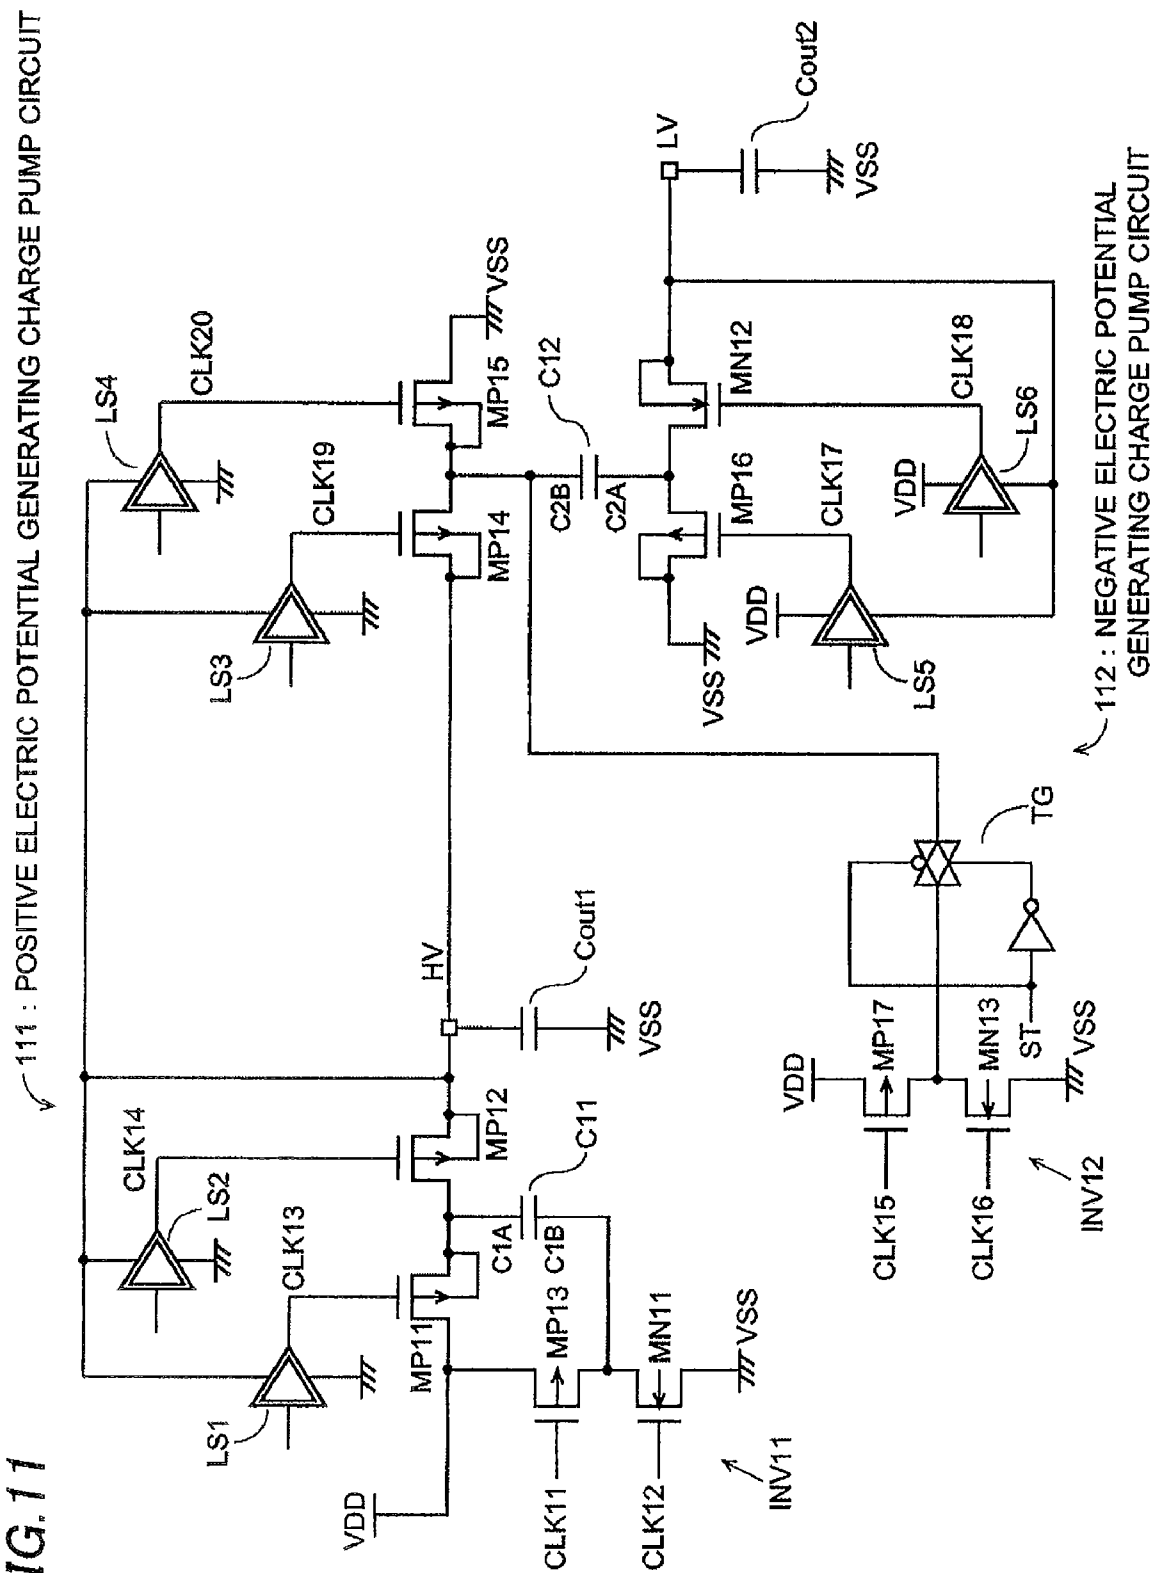 IG. 11
111 : POSITIVE ELECTRIC POTENTIAL GENERATING CHARGE PUMP CIRCUIT
LS1
CLK13
LS2
CLK14
LS3
CLK19
LS4
CLK20
VDD
MP11
MP12
HV
MP14
MP15
VSS
C1A
C1B
C11
Cout1
VSS
C2B
C2A
C12
CLK11
MP13
CLK12
MN11
VSS
INV11
VSS
MP16
MN12
LV
Cout2
VSS
VDD
LS5
CLK17
VDD
LS6
CLK18
VDD
CLK15
MP17
CLK16
MN13
VSS
INV12
ST
TG
112 : NEGATIVE ELECTRIC POTENTIAL
GENERATING CHARGE PUMP CIRCUIT